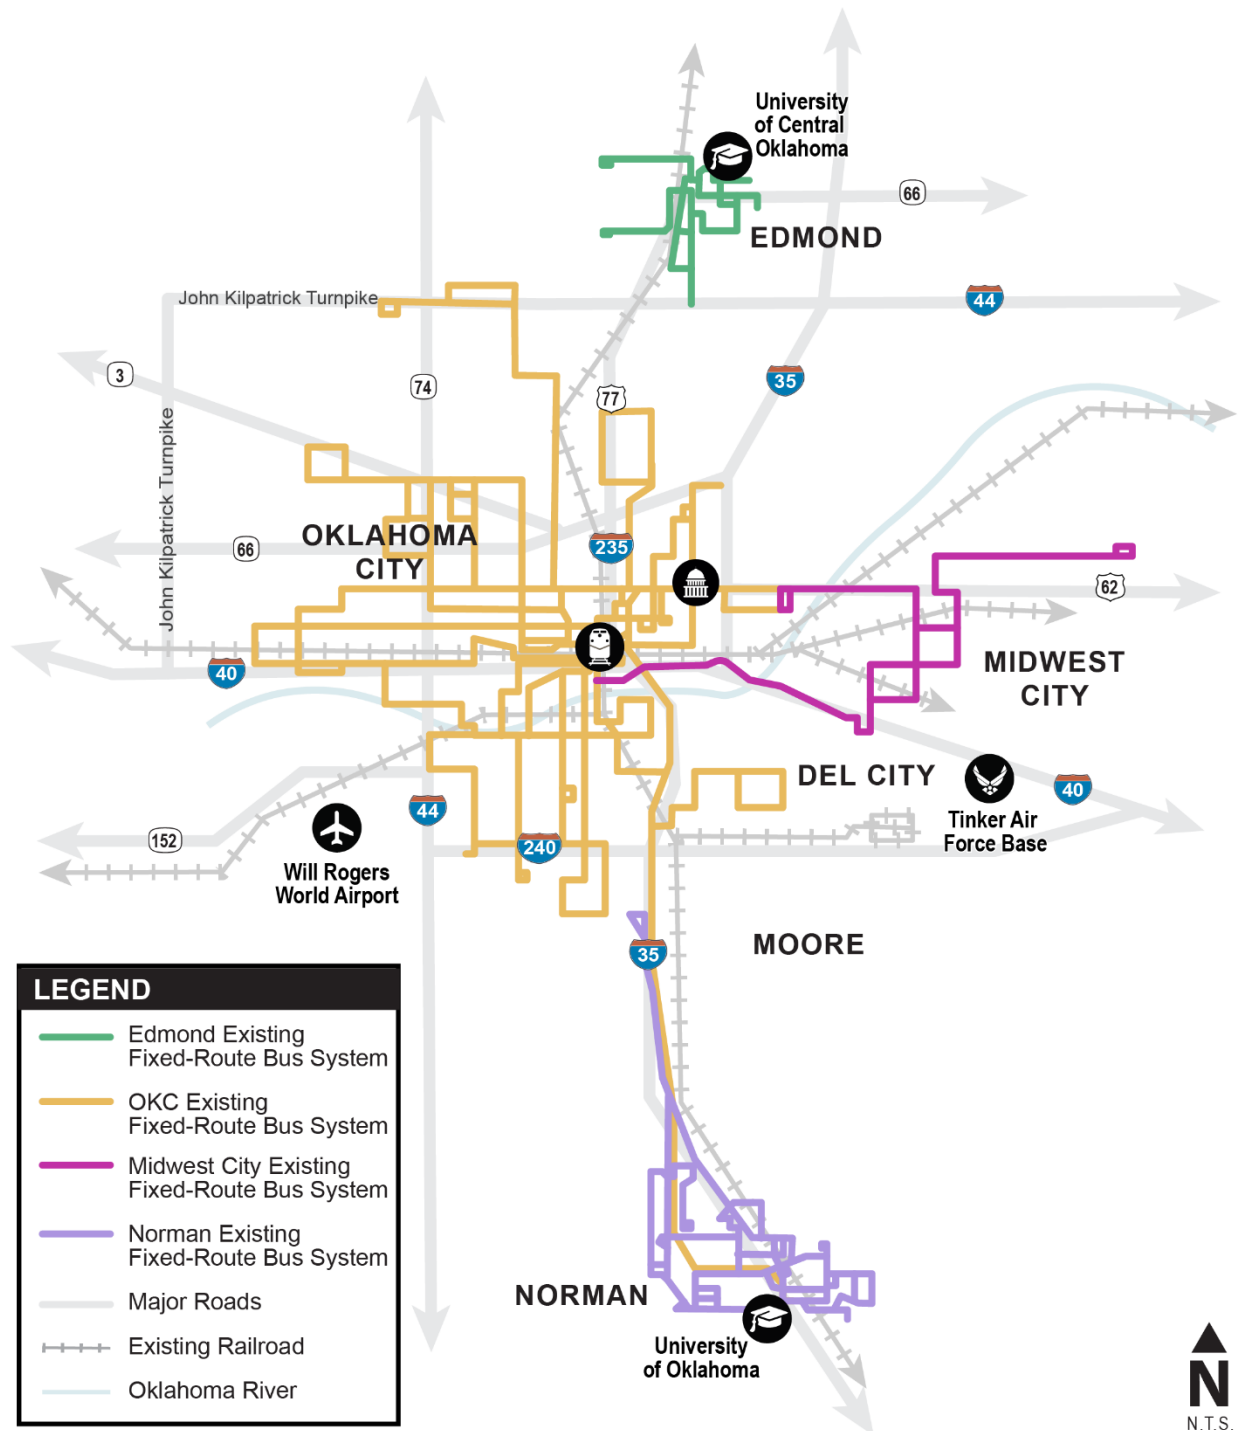 University
of Central
Oklahoma
66
EDMOND
John Kilpatrick Turnpike
44
3
74
77
35
John Kilpatrick Turnpike
OKLAHOMA
CITY
66
235
62
MIDWEST
CITY
40
DEL CITY
40
Tinker Air
Force Base
44
152
Will Rogers
World Airport
240
MOORE
35
LEGEND
Edmond Existing
Fixed-Route Bus System
OKC Existing
Fixed-Route Bus System
Midwest City Existing
Fixed-Route Bus System
Norman Existing
Fixed-Route Bus System
Major Roads
Existing Railroad
Oklahoma River
NORMAN
University
of Oklahoma
N
N.T.S.